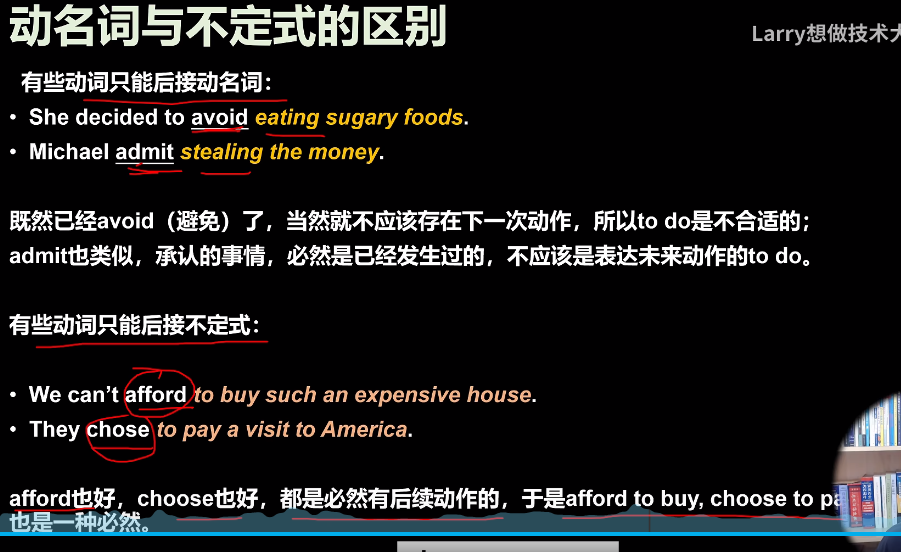 动名词与不定式的区别
Larry想做技术大
有些动词只能后接动名词：
• She decided to avoid eating sugary foods.
• Michael admit stealing the money.
既然已经avoid（避免）了，当然就不应该存在下一次动作，所以to do是不合适的；
admit也类似，承认的事情，必然是已经发生过的，不应该是表达未来动作的to do。
有些动词只能后接不定式：
• We can’t afford to buy such an expensive house.
• They chose to pay a visit to America.
afford也好，choose也好，都是必然有后续动作的，于是afford to buy, choose to pa
也是一种必然。